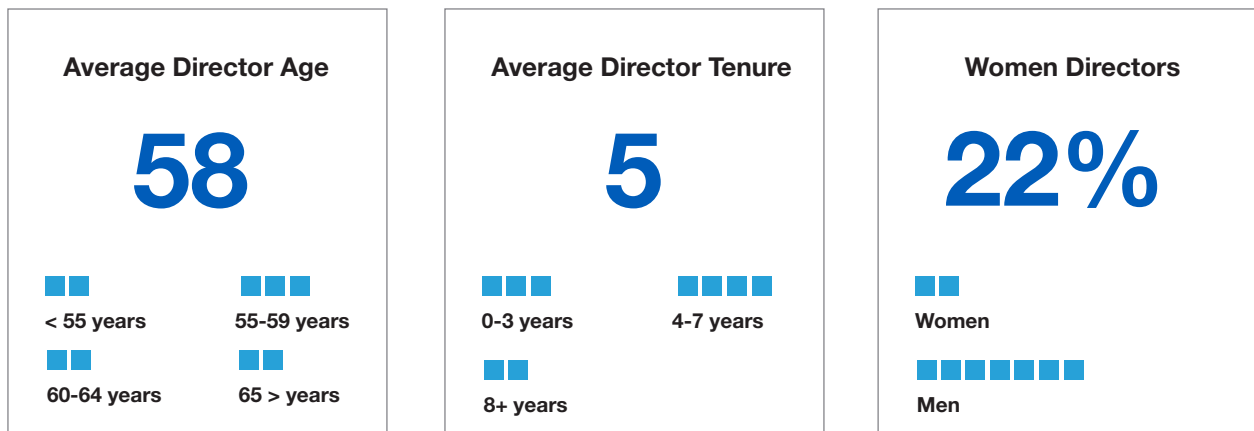 Average Director Age
58
< 55 years
55-59 years
60-64 years
65 > years
Average Director Tenure
5
0-3 years
4-7 years
8+ years
Women Directors
22%
Women
Men